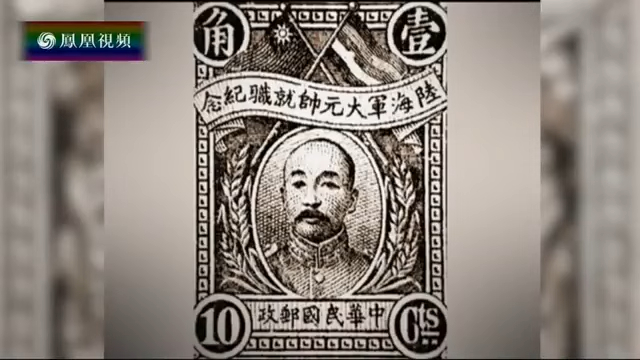 鳳凰視頻
壹角
陸海軍大元帥就職紀念
中華民國郵政
10 Cts